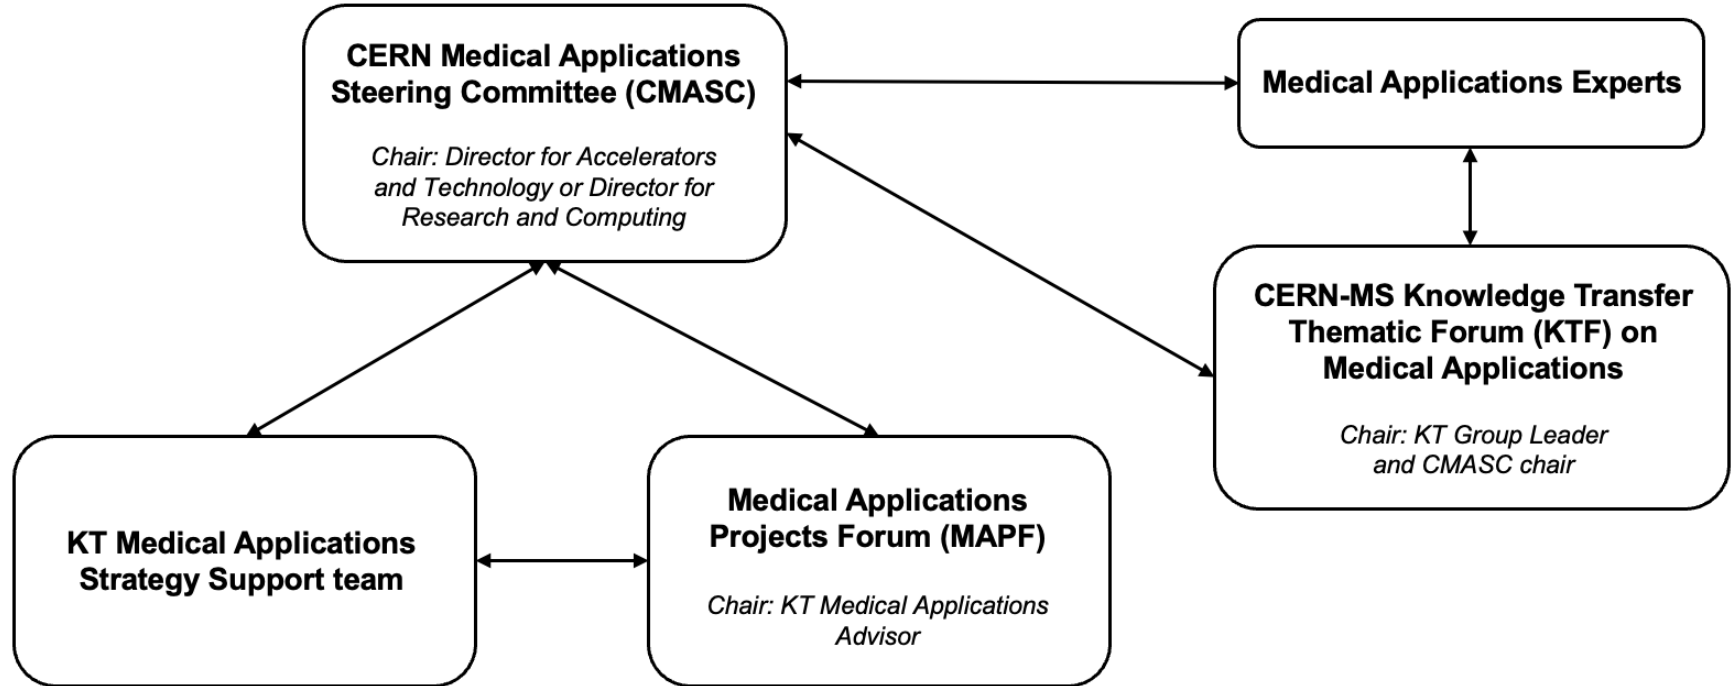 CERN Medical Applications
Steering Committee (CMASC)
Chair: Director for Accelerators
and Technology or Director for
Research and Computing
Medical Applications Experts
CERN-MS Knowledge Transfer
Thematic Forum (KTF) on
Medical Applications
Chair: KT Group Leader
and CMASC chair
KT Medical Applications
Strategy Support team
Medical Applications
Projects Forum (MAPF)
Chair: KT Medical Applications
Advisor